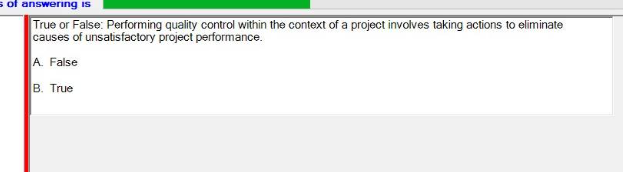 s of answering is
True or False: Performing quality control within the context of a project involves taking actions to eliminate
causes of unsatisfactory project performance.
A. False
B. True